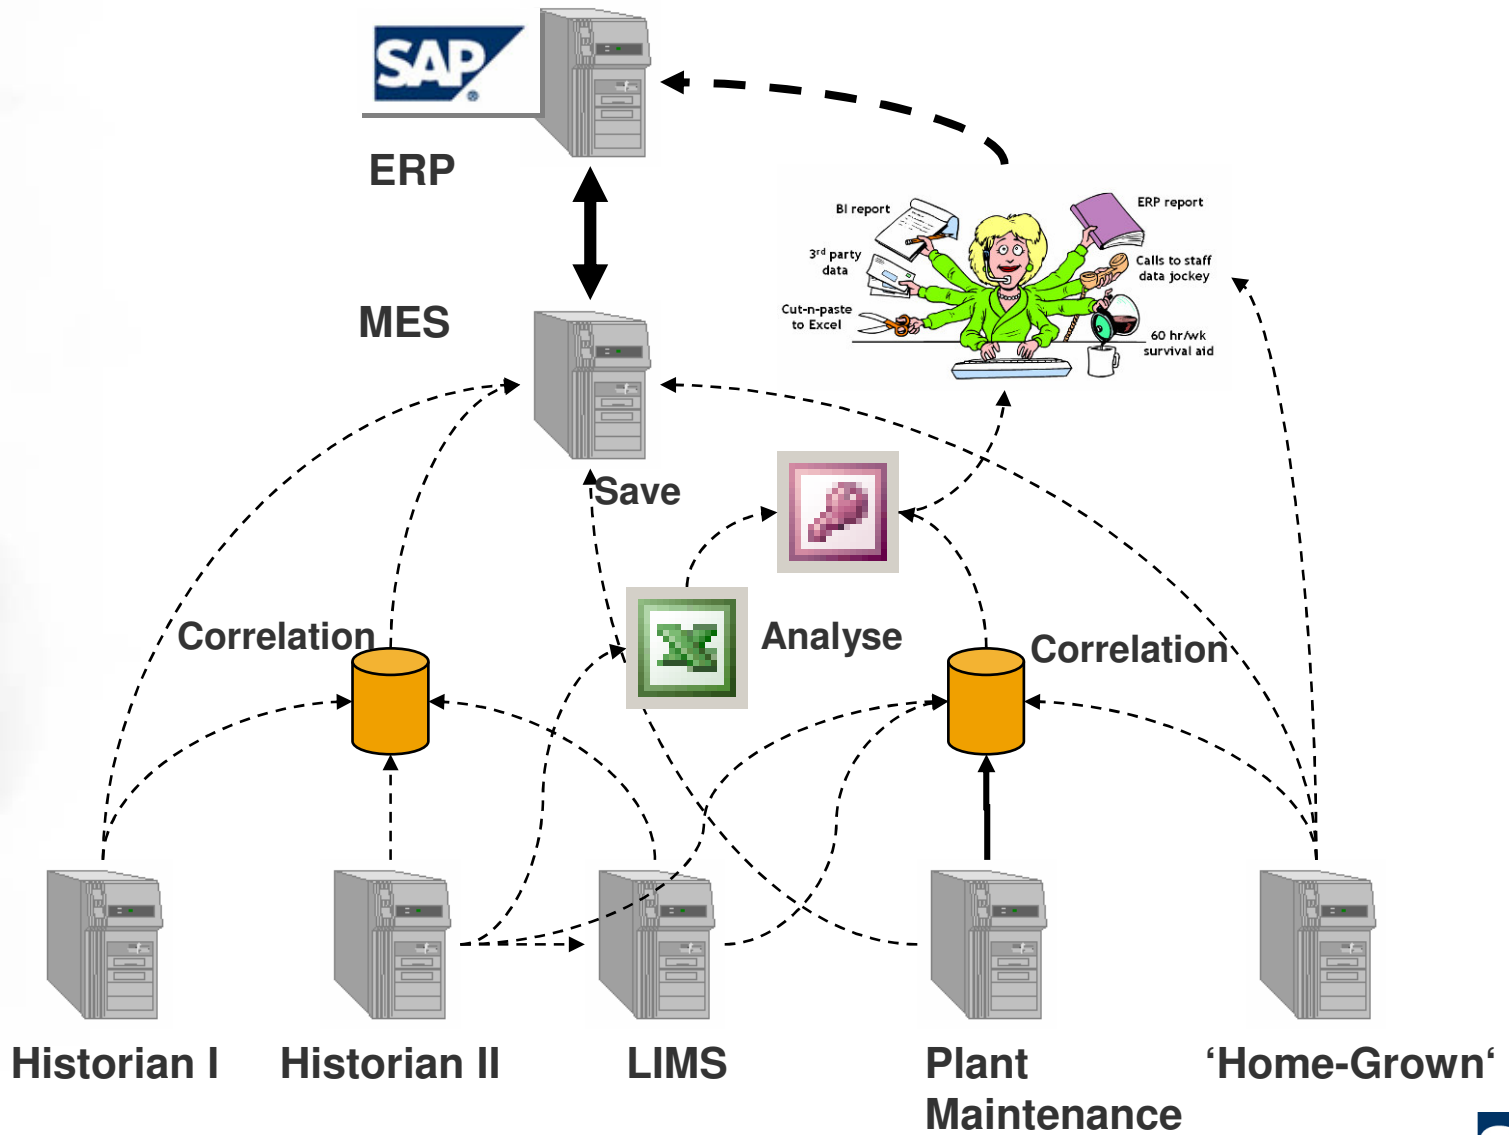 SAP
®
ERP
BI report
ERP report
3rd party
data
Calls to staff
data jockey
MES
Cut-n-paste
to Excel
60 hr/wk
survival aid
Save
Correlation
Analyse
Correlation
Historian I
Historian II
LIMS
Plant
Maintenance
‘Home-Grown‘